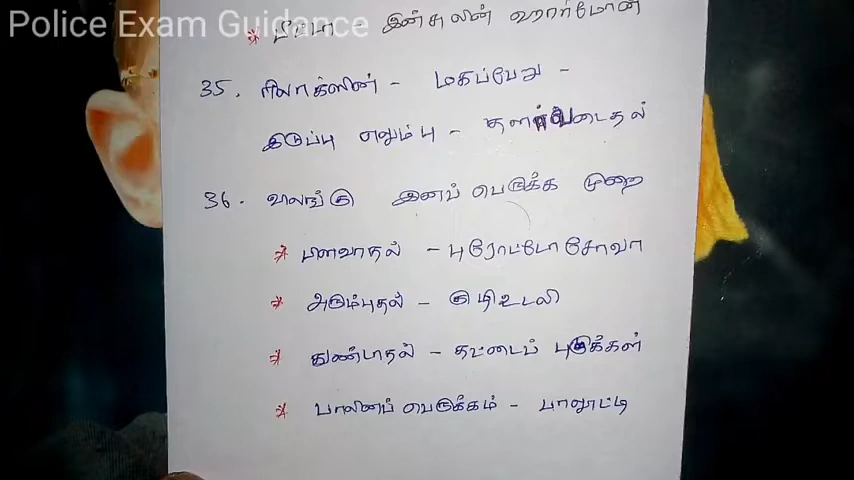 Police Exam Guidance
* பீட்டா - இன்சுலின் ஹார்மோன்
35. ரிலாக்ஸின் - மகப்பேறு -
இடுப்பு எலும்பு - தளர்வடைதல்
36. விலங்கு இனப் பெருக்க முறை
* பிளவாதல் - புரோட்டோசோவா
* அரும்புதல் - குழிஉடலி
* துண்டாதல் - தட்டைப் புழுக்கள்
* பாலினப் பெருக்கம் - பாலூட்டி